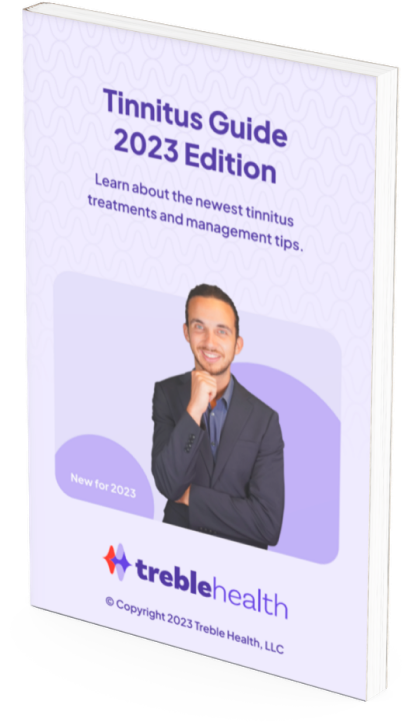 Tinnitus Guide
2023 Edition
Learn about the newest tinnitus
treatments and management tips.
New for 2023
treblehealth
© Copyright 2023 Treble Health, LLC